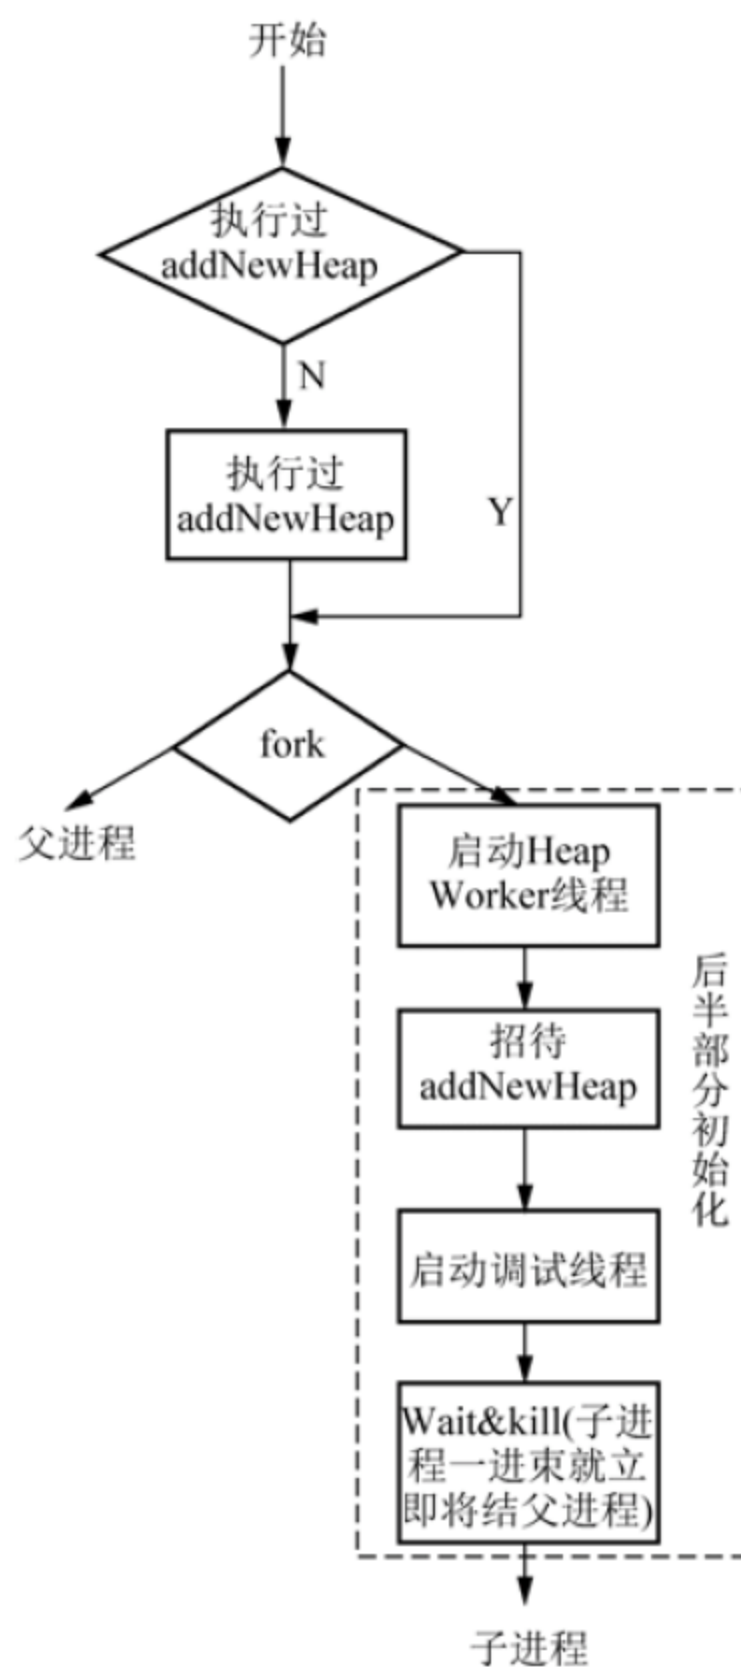 开始
执行过
addNewHeap
N
执行过
addNewHeap
Y
fork
父进程
启动Heap
Worker线程
招待
addNewHeap
启动调试线程
Wait&kill(子进
程一进束就立
即将结父进程)
后半部分初始化
子进程